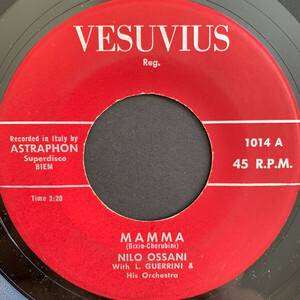 VESUVIUS
Reg.
Recorded in Italy by
ASTRAPHON
Superdisco
BIEM
1014 A
45 R.P.M.
Time 3:20
MAMMA
(Bixio-Cherubini)
NILO OSSANI
With L. GUERRINI &
His Orchestra